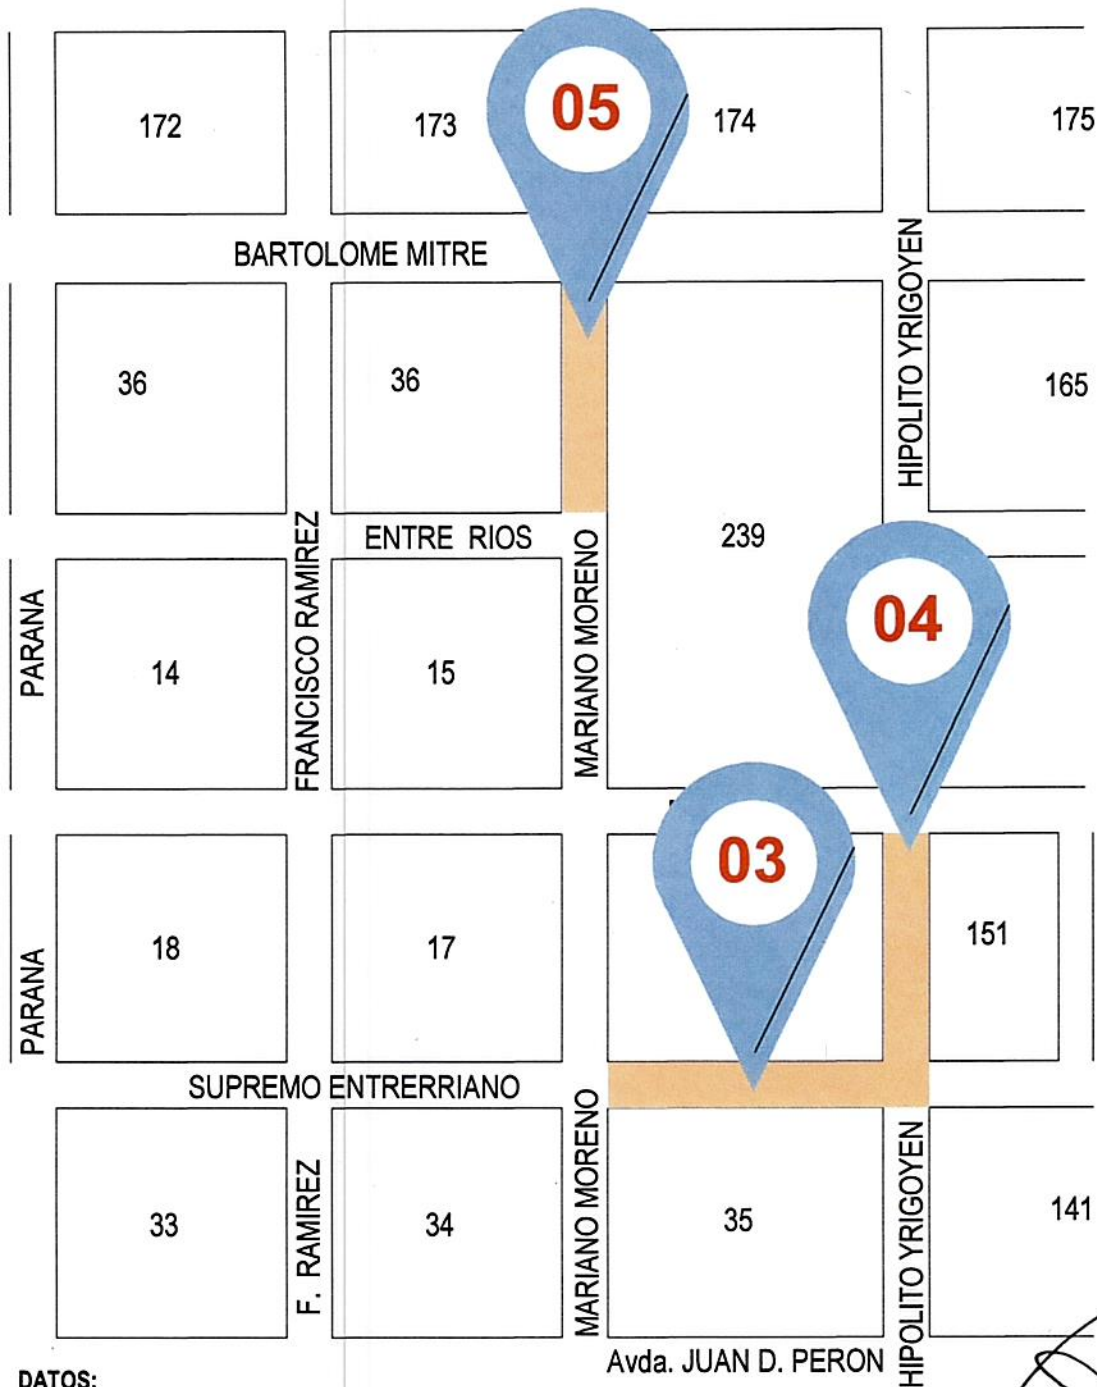 05
172
173
174
175
BARTOLOME MITRE
HIPOLITO YRIGOYEN
36
36
165
FRANCISCO RAMIREZ
ENTRE RIOS
MARIANO MORENO
239
PARANA
14
15
04
03
PARANA
18
17
151
SUPREMO ENTRERRIANO
F. RAMIREZ
MARIANO MORENO
HIPOLITO YRIGOYEN
33
34
35
141
Avda. JUAN D. PERON
DATOS: